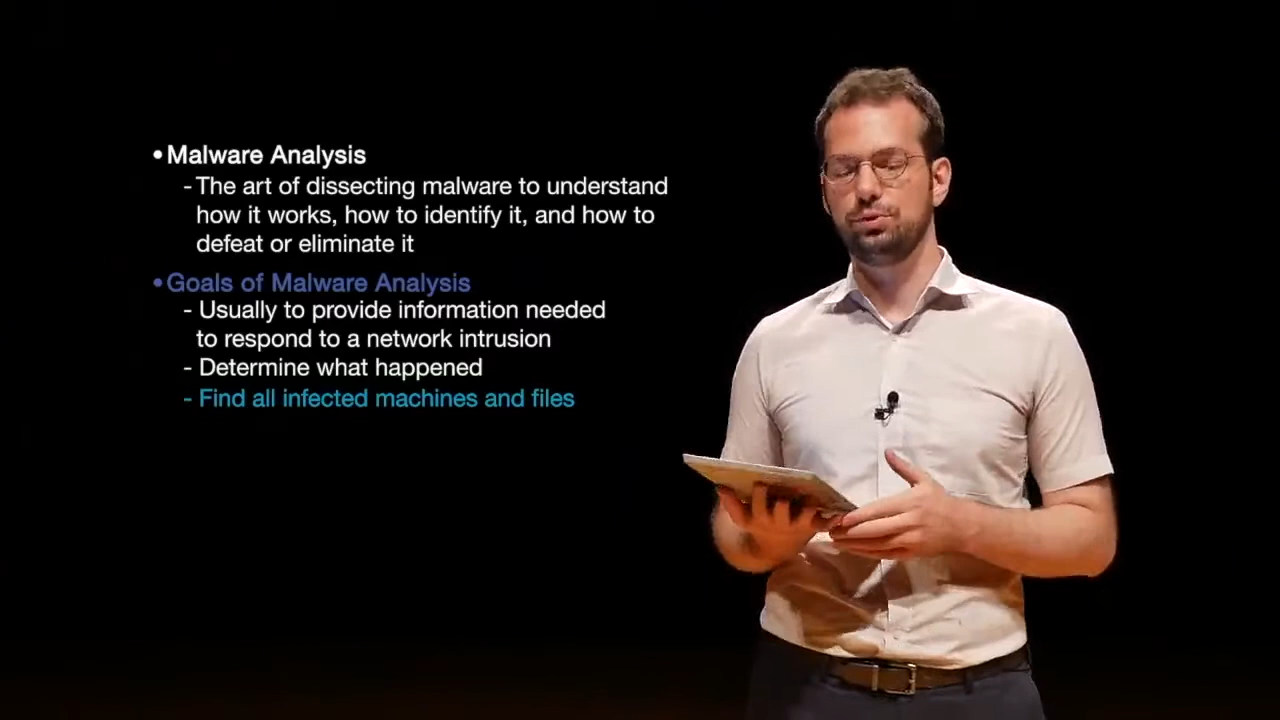 •Malware Analysis
-The art of dissecting malware to understand
how it works, how to identify it, and how to
defeat or eliminate it
•Goals of Malware Analysis
- Usually to provide information needed
to respond to a network intrusion
- Determine what happened
- Find all infected machines and files